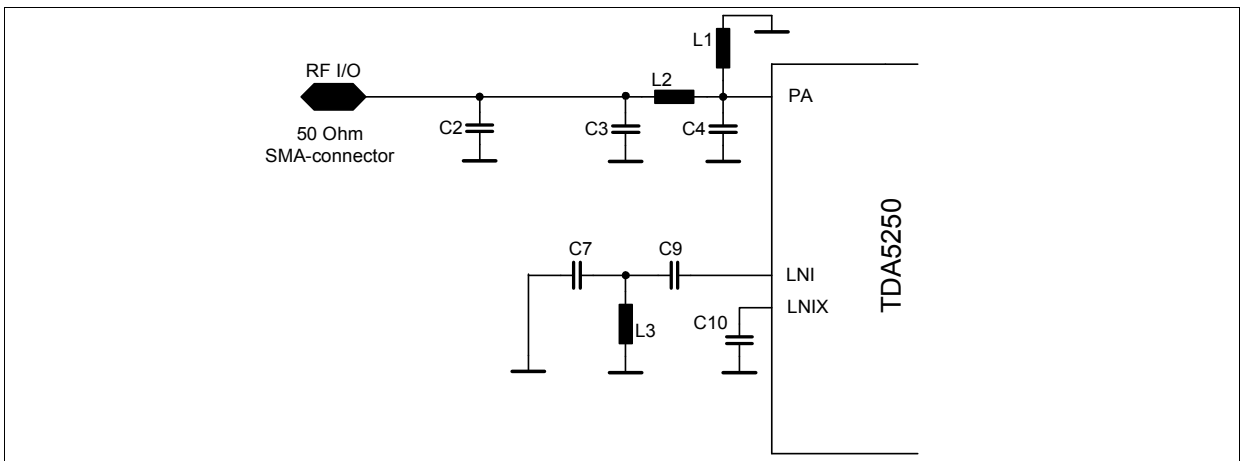 L1
RF I/O
L2
PA
C2
C3
C4
50 Ohm
SMA-connector
TDA5250
C7
C9
LNI
LNIX
C10
L3